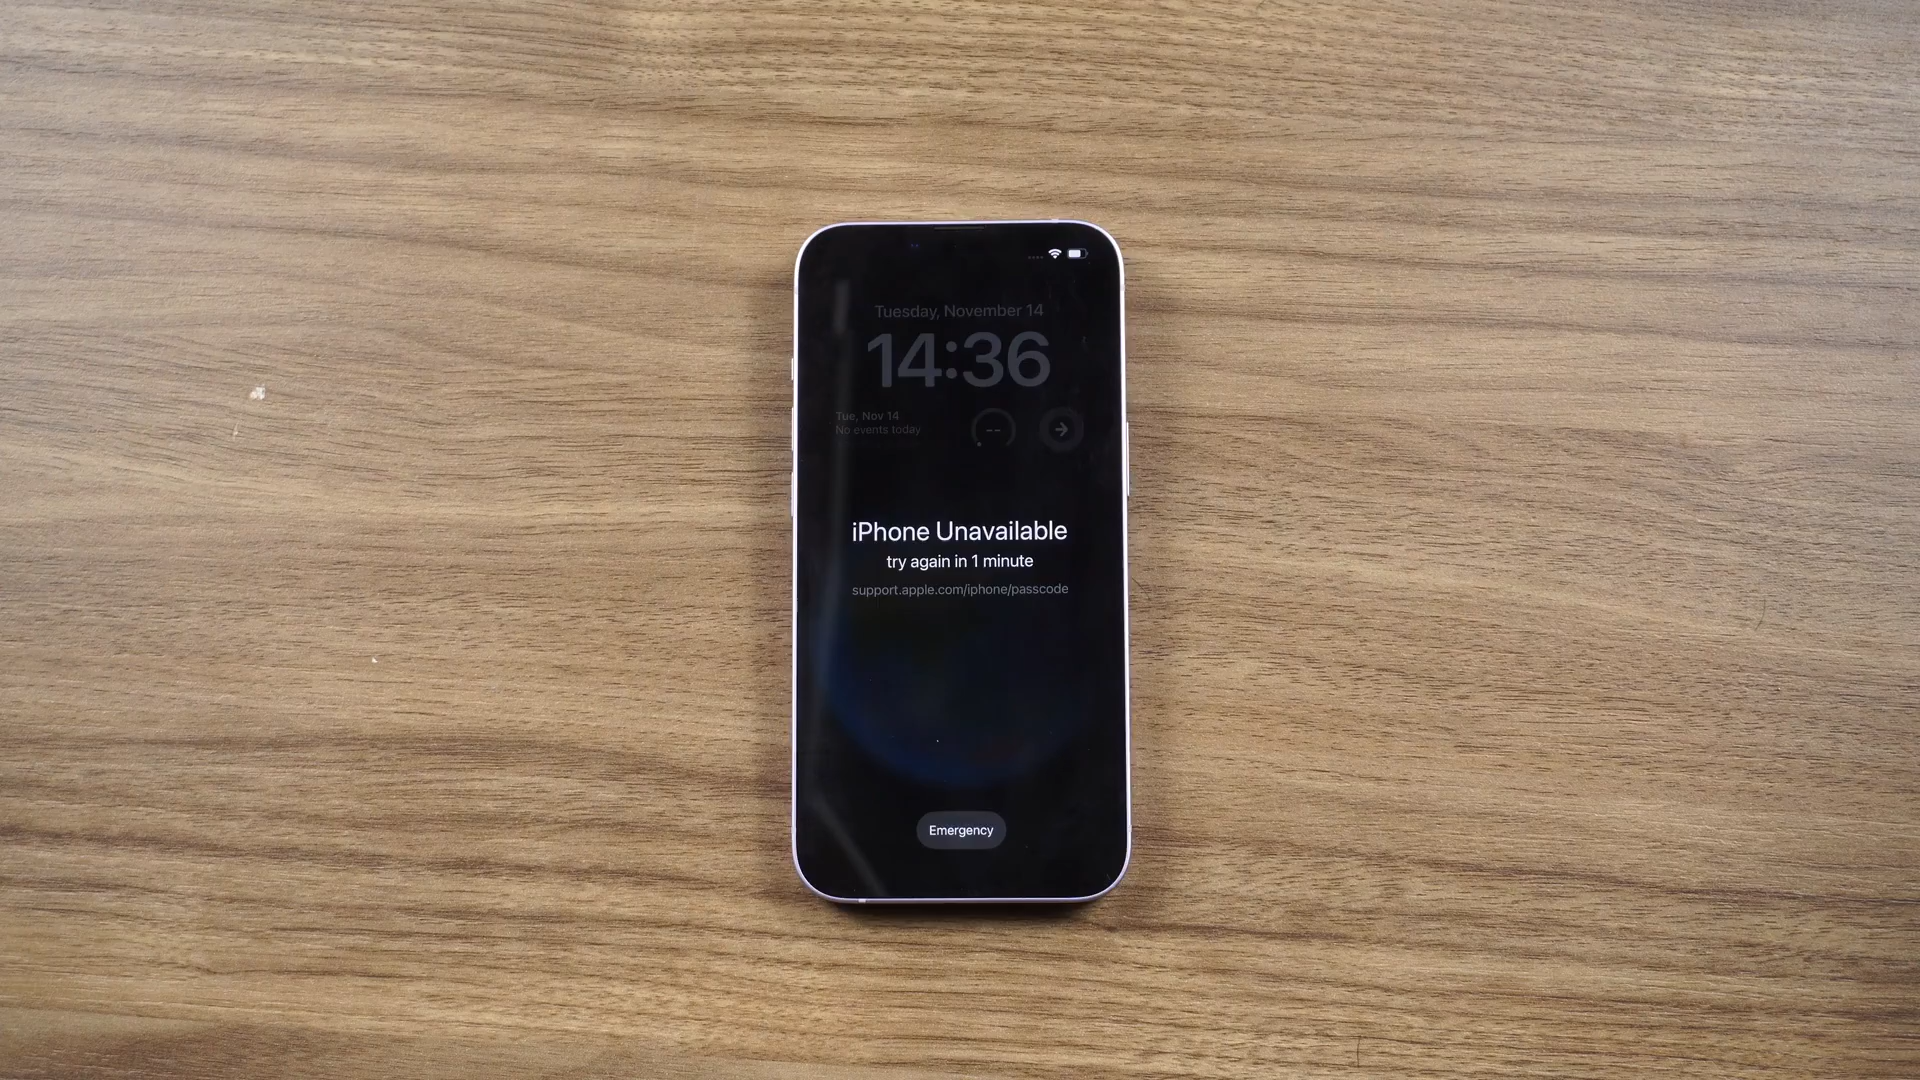 Tuesday, November 14
14:36
Tue, Nov 14
No events today
--
iPhone Unavailable
try again in 1 minute
support.apple.com/iphone/passcode
Emergency